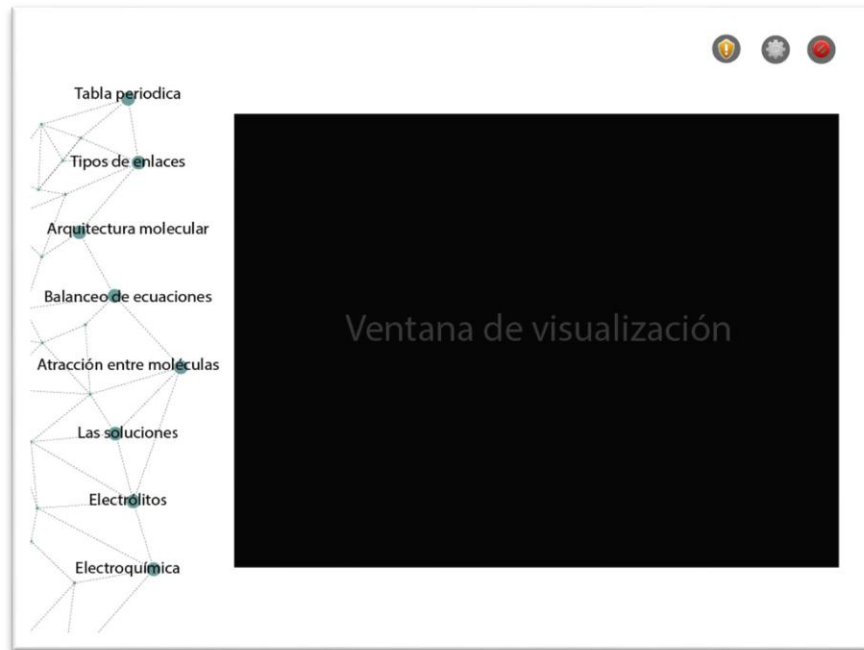 Tabla periodica
Tipos de enlaces
Arquitectura molecular
Balanceo de ecuaciones
Atracción entre moléculas
Las soluciones
Electrólitos
Electroquímica
Ventana de visualización